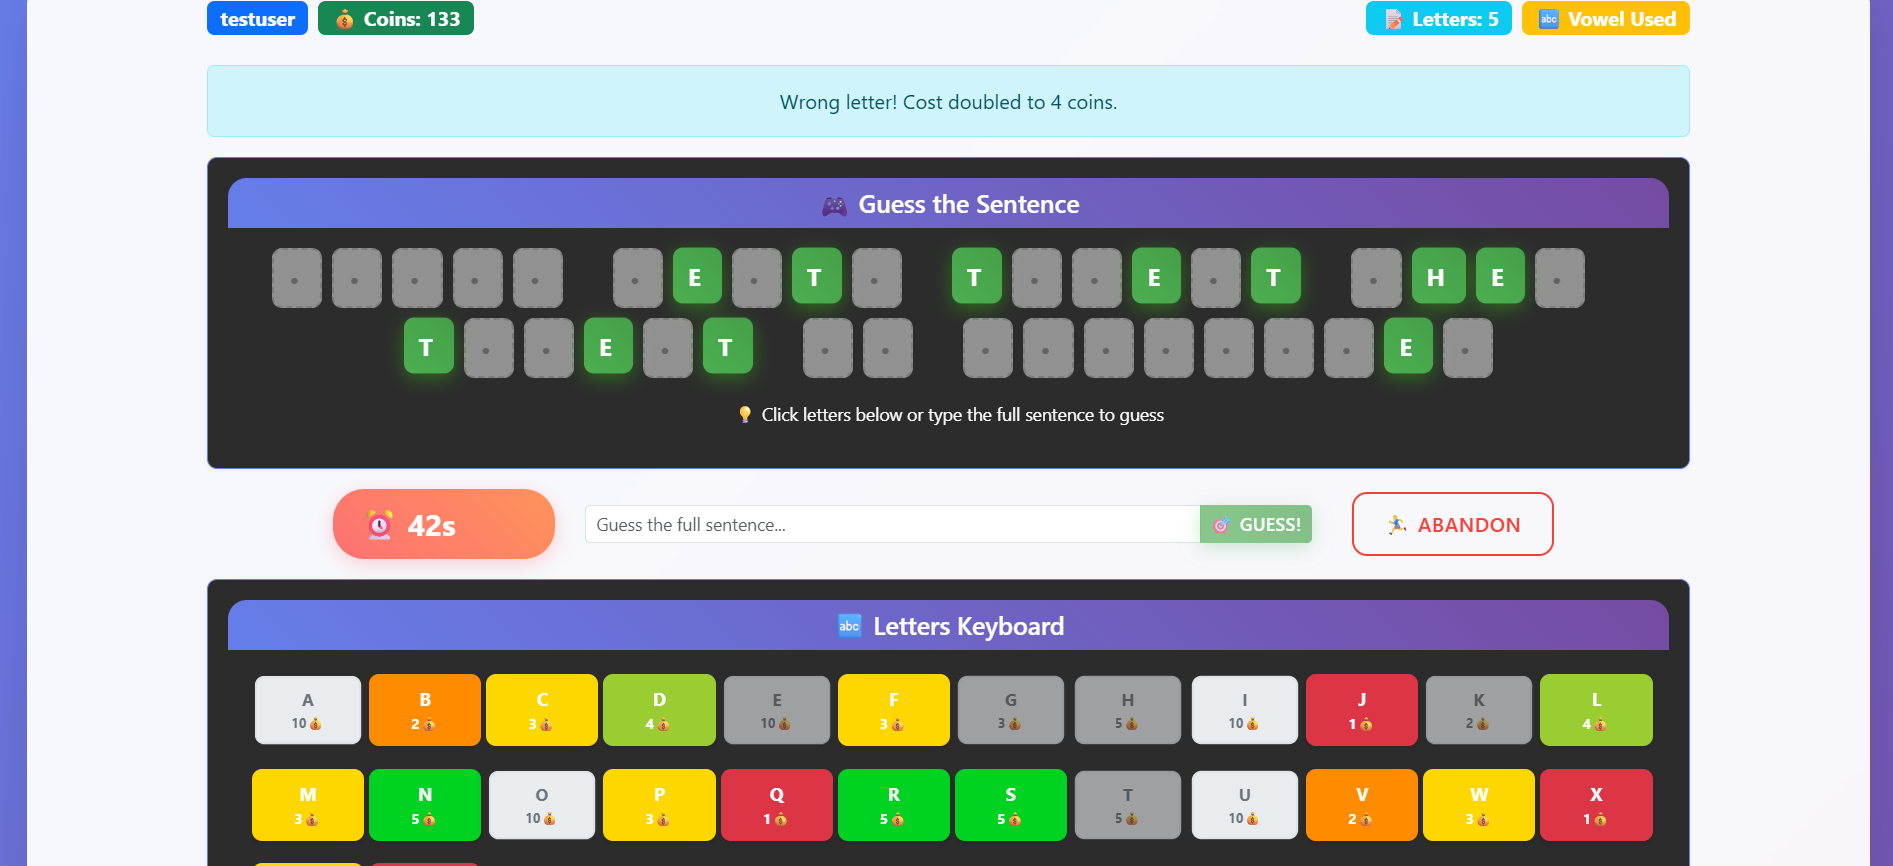 testuser 💰 Coins: 133 📝 Letters: 5 🔤 Vowel Used
Wrong letter! Cost doubled to 4 coins.
🎮 Guess the Sentence
E T T E T H E
T E T E
💡 Click letters below or type the full sentence to guess
⏰ 42s Guess the full sentence... 🎯 GUESS! 🏃 ABANDON
🔤 Letters Keyboard
A B C D E F G H I J K L
10💰 2💰 3💰 4💰 10💰 3💰 3💰 5💰 10💰 1💰 2💰 4💰
M N O P Q R S T U V W X
3💰 5💰 10💰 3💰 1💰 5💰 5💰 5💰 10💰 2💰 3💰 1💰